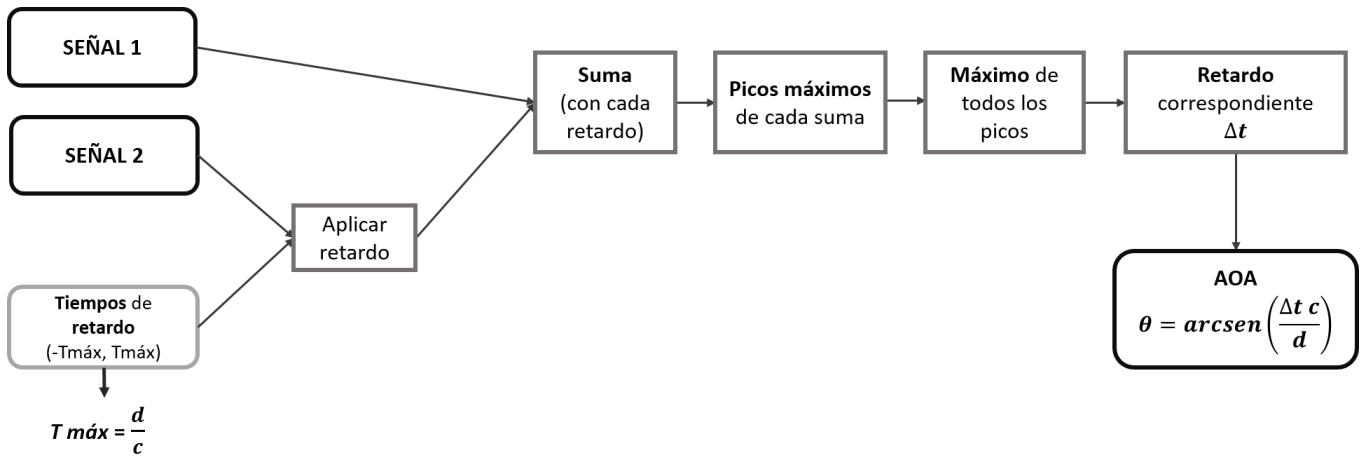 SEÑAL 1
SEÑAL 2
Tiempos de
retardo
(-Tmáx, Tmáx)
T máx = d/c
Aplicar
retardo
Suma
(con cada
retardo)
Picos máximos
de cada suma
Máximo de
todos los
picos
Retardo
correspondiente
Δt
AOA
θ = arcsen(Δt c/d)